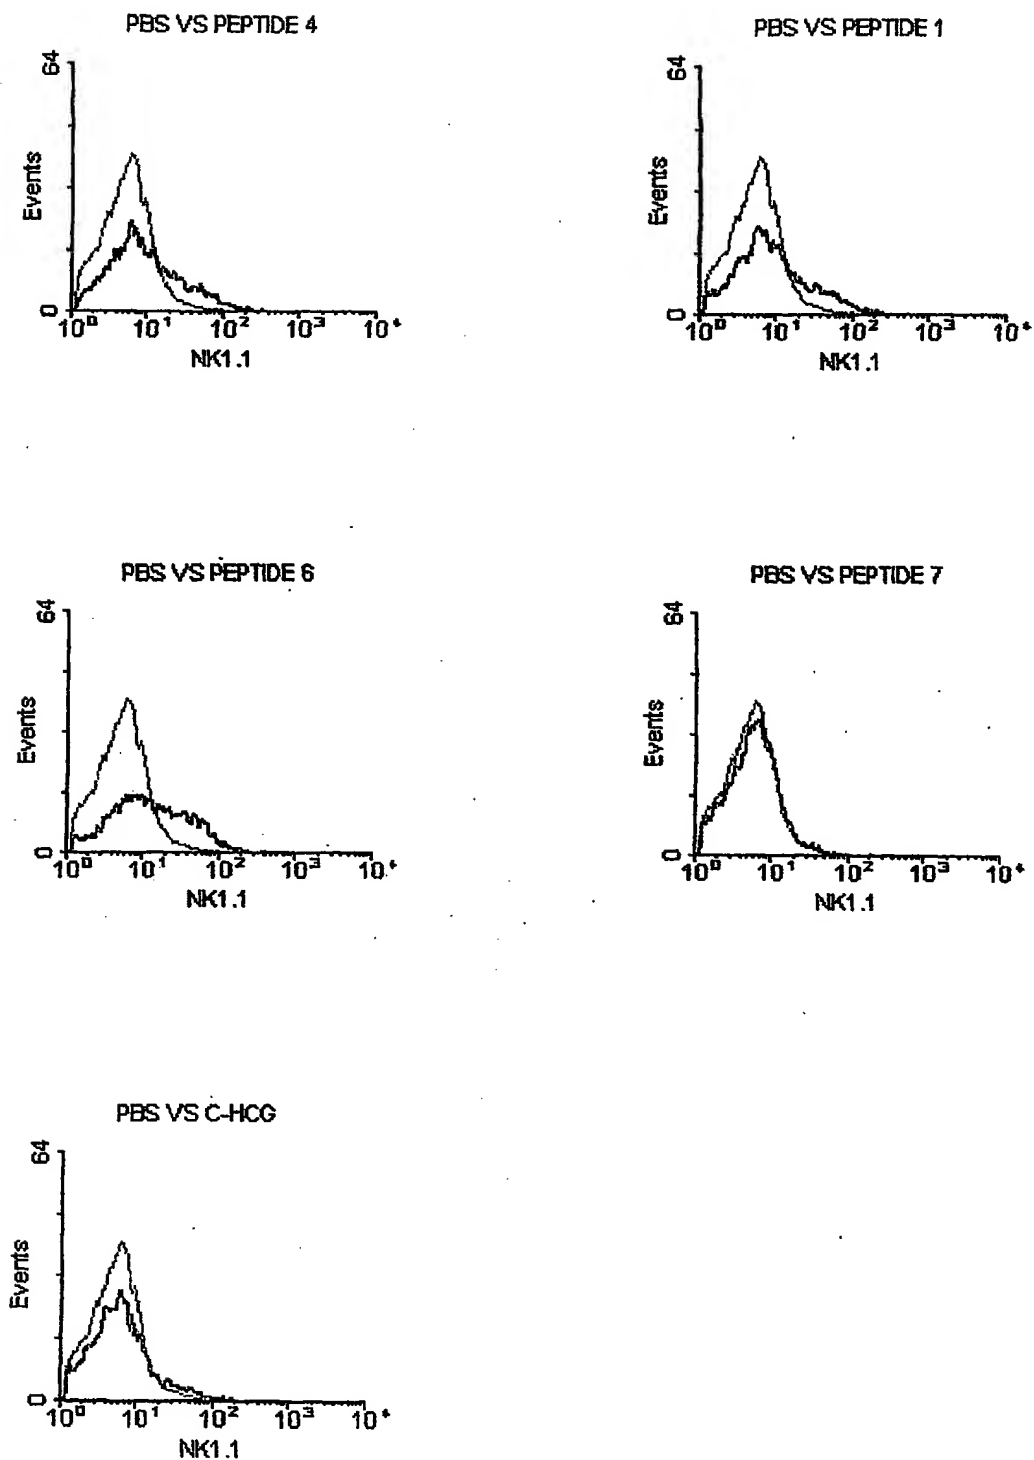 PBS VS PEPTIDE 4
64
Events
0
10⁰ 10¹ 10² 10³ 10⁴
NK1.1
PBS VS PEPTIDE 1
64
Events
0
10⁰ 10¹ 10² 10³ 10⁴
NK1.1
PBS VS PEPTIDE 6
64
Events
0
10⁰ 10¹ 10² 10³ 10⁴
NK1.1
PBS VS PEPTIDE 7
64
Events
0
10⁰ 10¹ 10² 10³ 10⁴
NK1.1
PBS VS C-HCG
64
Events
0
10⁰ 10¹ 10² 10³ 10⁴
NK1.1